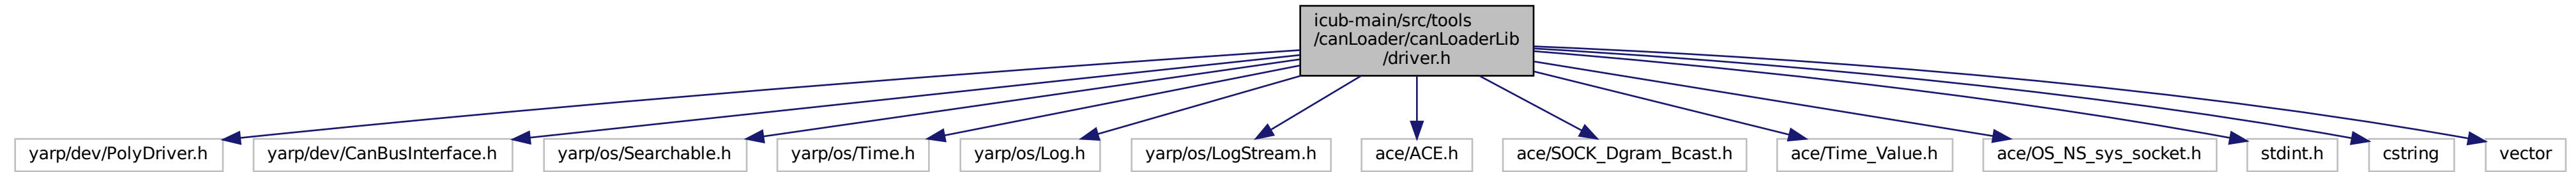 icub-main/src/tools
/canLoader/canLoaderLib
/driver.h
yarp/dev/PolyDriver.h
yarp/dev/CanBusInterface.h
yarp/os/Searchable.h
yarp/os/Time.h
yarp/os/Log.h
yarp/os/LogStream.h
ace/ACE.h
ace/SOCK_Dgram_Bcast.h
ace/Time_Value.h
ace/OS_NS_sys_socket.h
stdint.h
cstring
vector